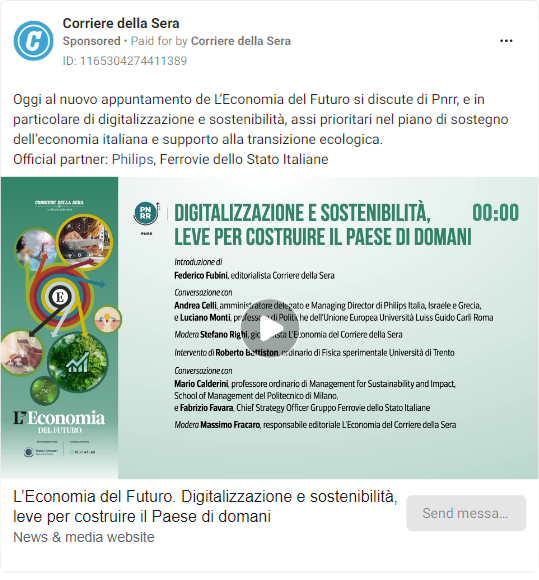 Corriere della Sera
Sponsored • Paid for by Corriere della Sera
ID: 1165304274411389
Oggi al nuovo appuntamento de L'Economia del Futuro si discute di Pnrr, e in
particolare di digitalizzazione e sostenibilità, assi prioritari nel piano di sostegno
dell'economia italiana e supporto alla transizione ecologica.
Official partner: Philips, Ferrovie dello Stato Italiane
CORRIERE DELLA SERA
PN
RR
PNRR
DIGITALIZZAZIONE E SOSTENIBILITÀ,
LEVE PER COSTRUIRE IL PAESE DI DOMANI
00:00
Introduzione di
Federico Fubini, editorialista Corriere della Sera
Conversazione con
Andrea Celli, amministratore delegato e Managing Director di Philips Italia, Israele e Grecia,
e Luciano Monti, professore di Politiche dell'Unione Europea Università Luiss Guido Carli Roma
Modera Stefano Righi, giornalista L'Economia del Corriere della Sera
Intervento di Roberto Battiston, ordinario di Fisica sperimentale Università di Trento
Conversazione con
Mario Calderini, professore ordinario di Management for Sustainability and Impact,
School of Management del Politecnico di Milano,
e Fabrizio Favara, Chief Strategy Officer Gruppo Ferrovie dello Stato Italiane
Modera Massimo Fracaro, responsabile editoriale L'Economia del Corriere della Sera
E
L'Economia
DEL FUTURO
L'Economia del Futuro. Digitalizzazione e sostenibilità,
leve per costruire il Paese di domani
News & media website
Send messa...